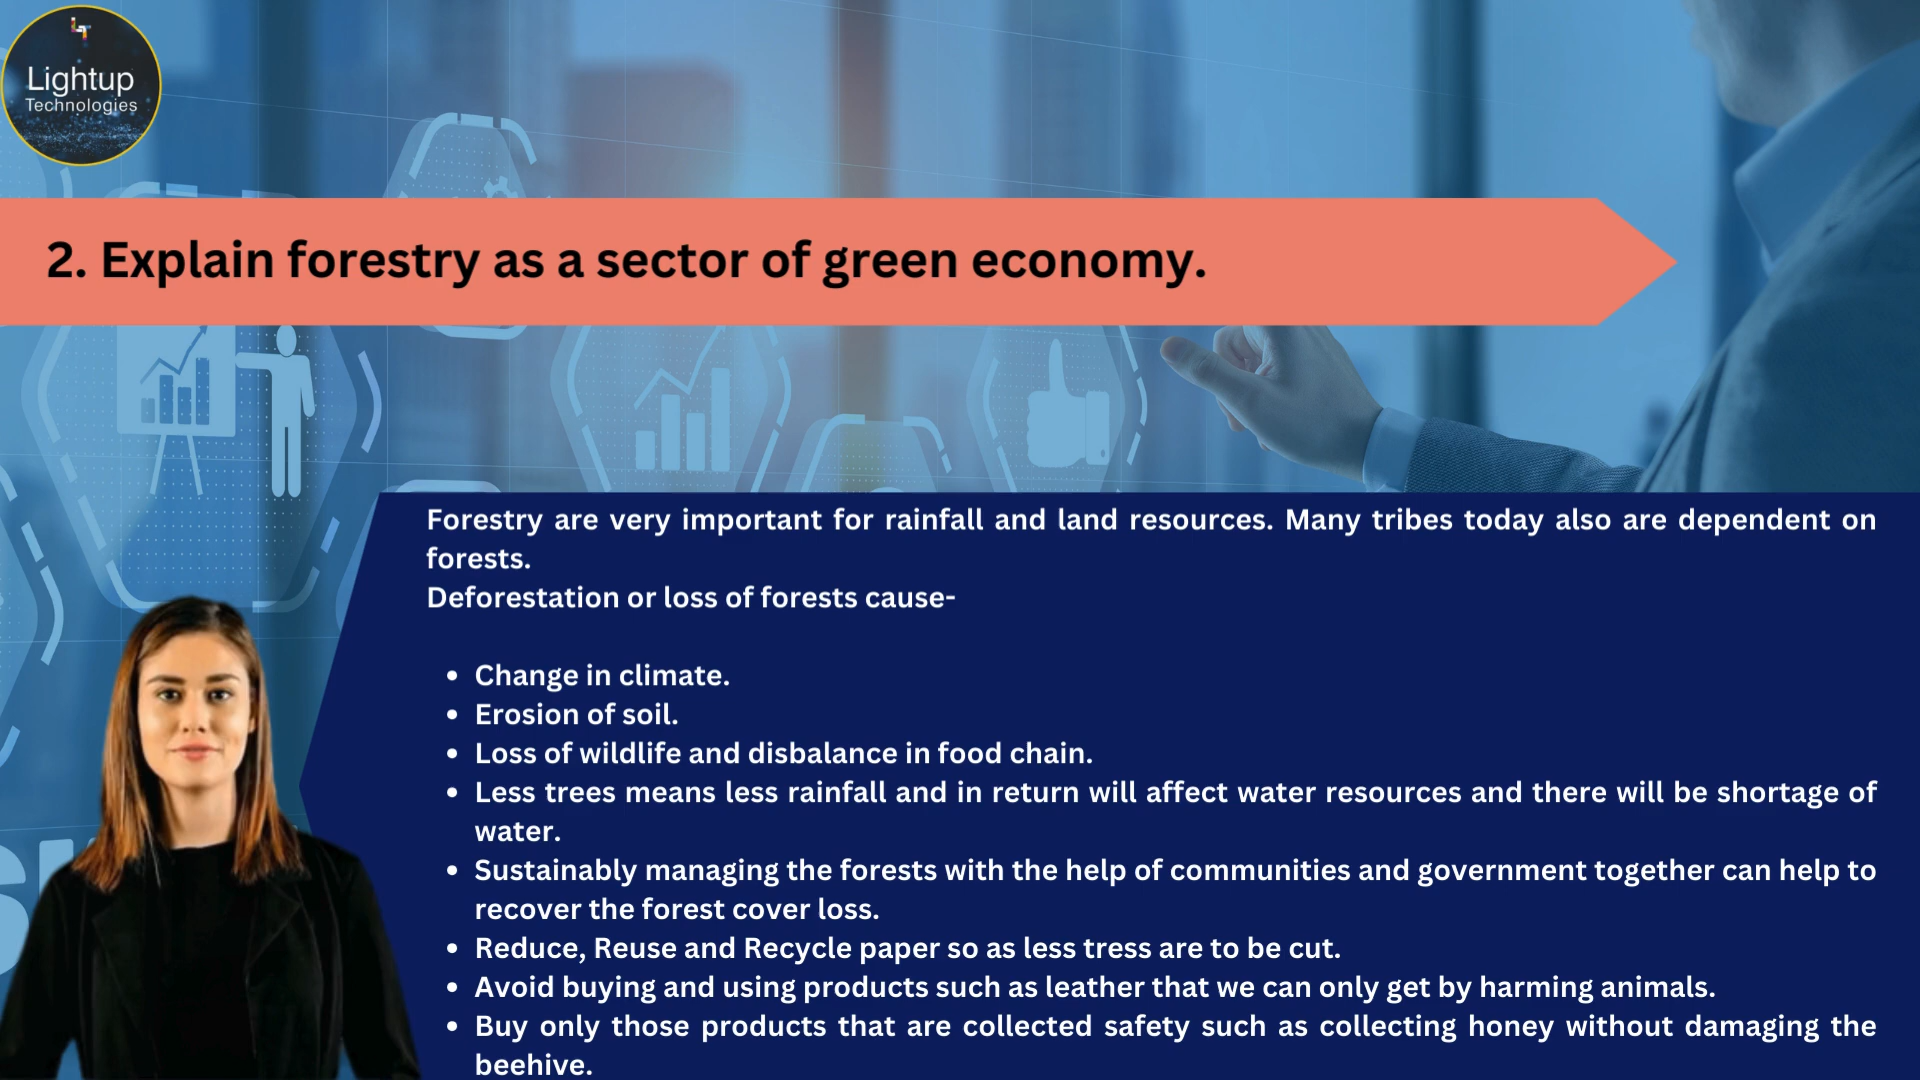 Lightup
Technologies
2. Explain forestry as a sector of green economy.
Forestry are very important for rainfall and land resources. Many tribes today also are dependent on
forests.
Deforestation or loss of forests cause-
• Change in climate.
• Erosion of soil.
• Loss of wildlife and disbalance in food chain.
• Less trees means less rainfall and in return will affect water resources and there will be shortage of
water.
• Sustainably managing the forests with the help of communities and government together can help to
recover the forest cover loss.
• Reduce, Reuse and Recycle paper so as less tress are to be cut.
• Avoid buying and using products such as leather that we can only get by harming animals.
• Buy only those products that are collected safety such as collecting honey without damaging the
beehive.